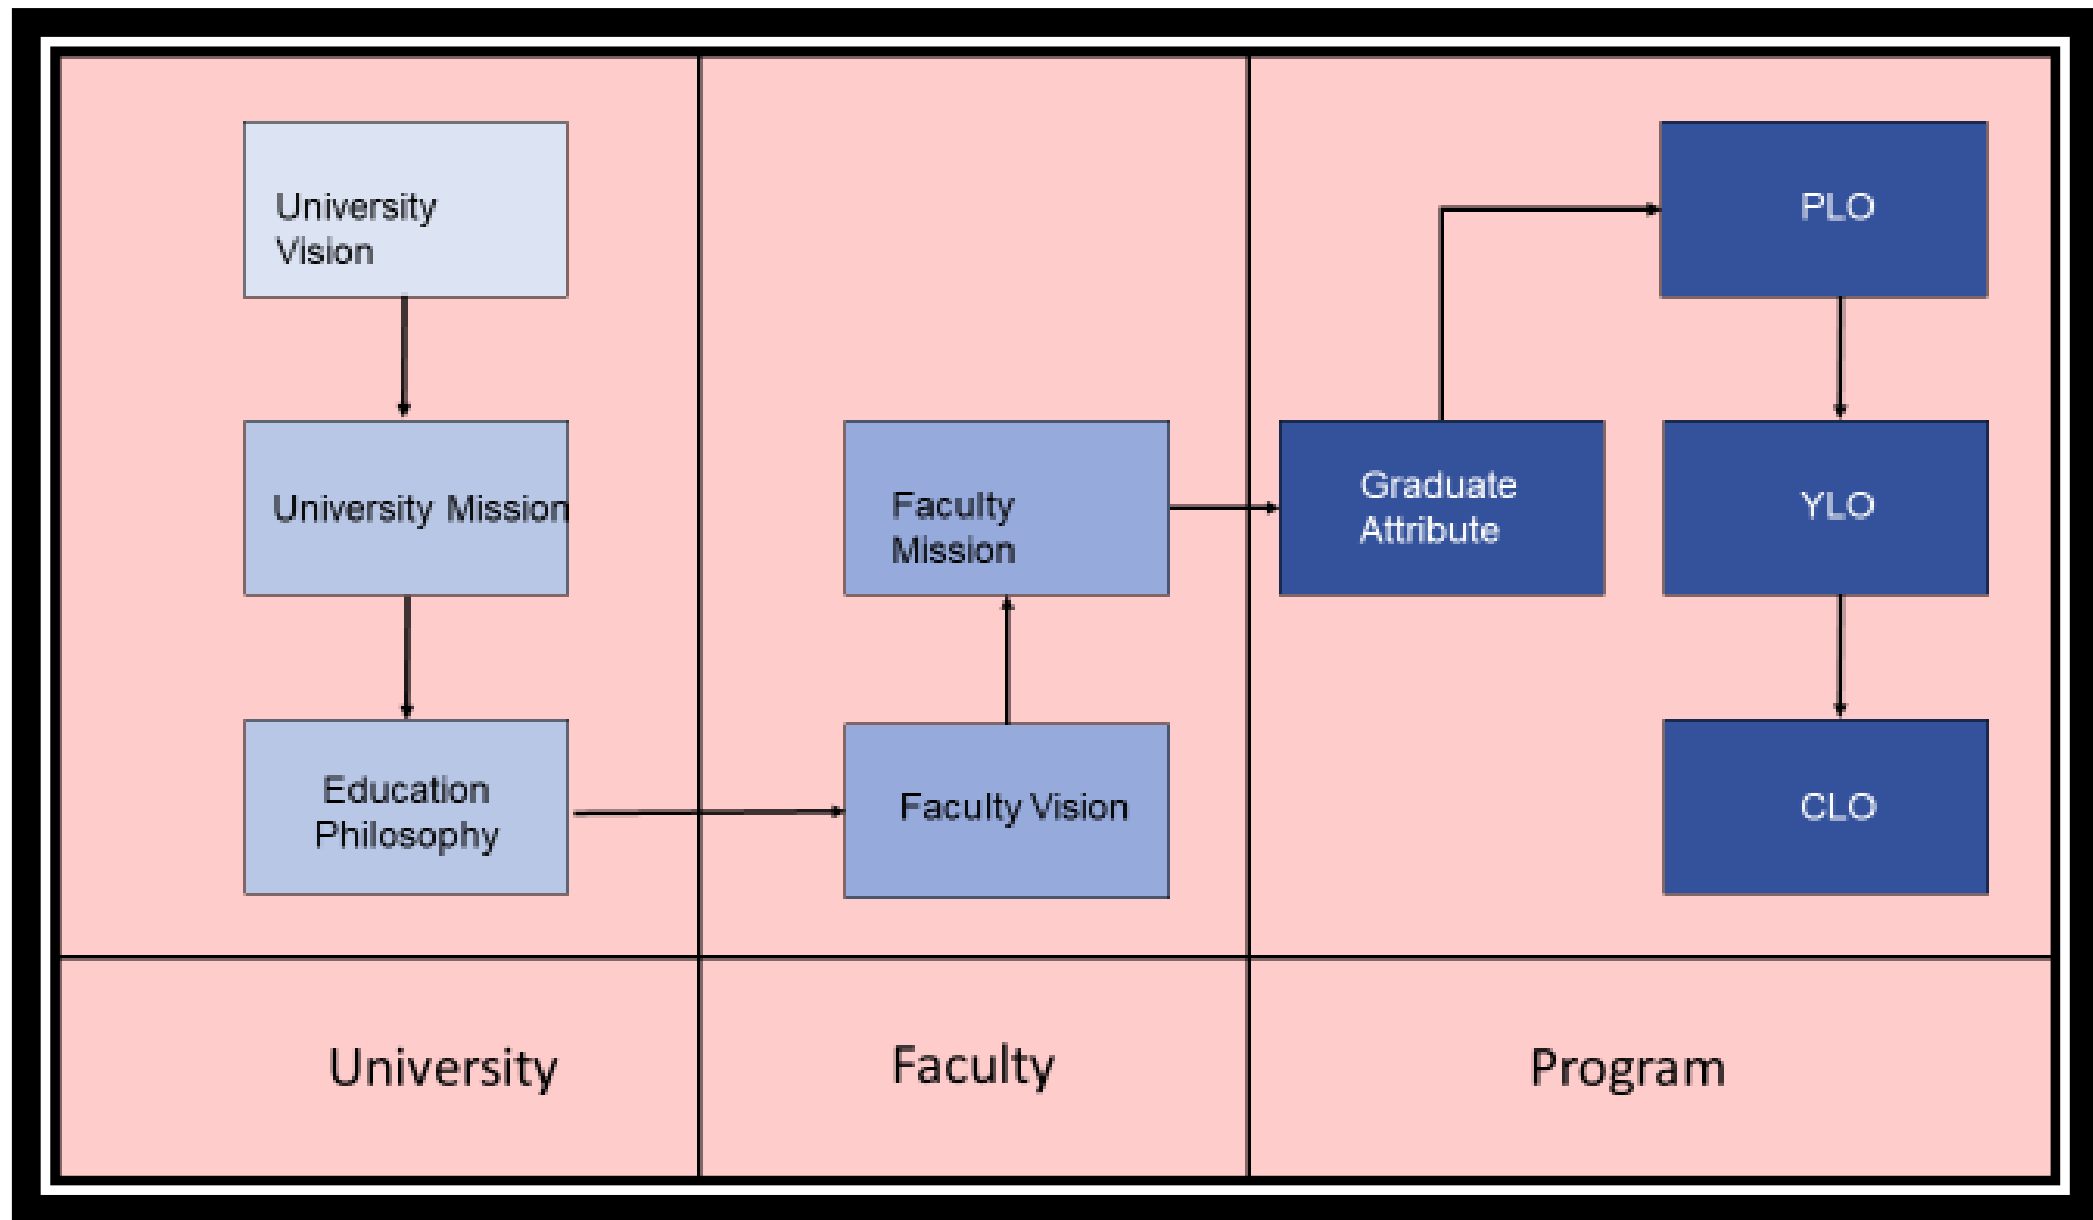 University
Vision
University Mission
Education
Philosophy
Faculty
Mission
Faculty Vision
Graduate
Attribute
PLO
YLO
CLO
University
Faculty
Program